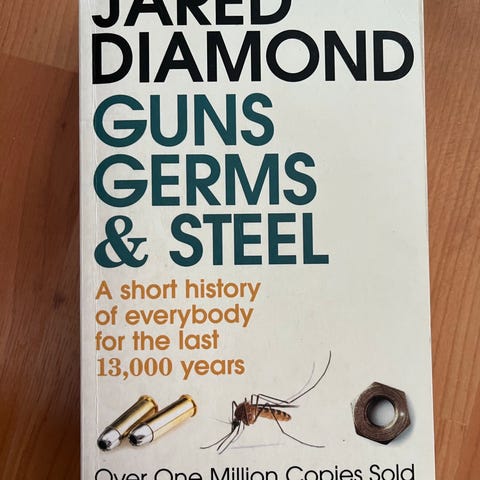 JARED
DIAMOND
GUNS
GERMS
& STEEL
A short history
of everybody
for the last
13,000 years
Over One Million Copies Sold